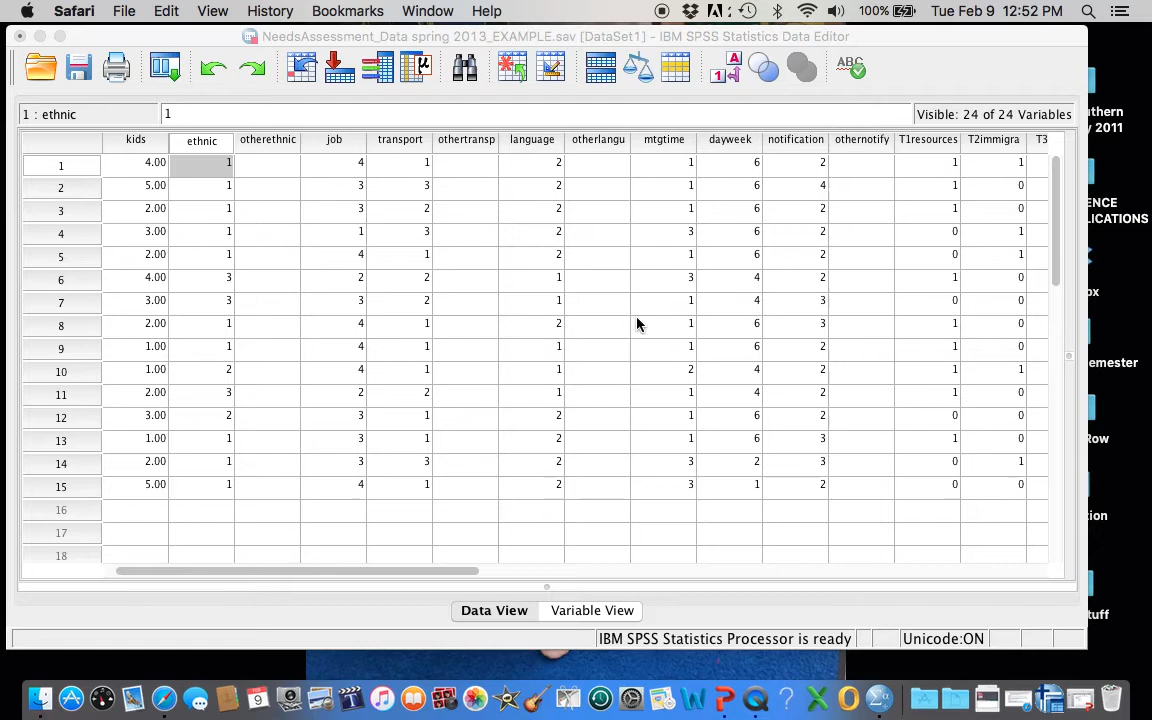 Safari File Edit View History Bookmarks Window Help 100% Tue Feb 9 12:52 PM
NeedsAssessment_Data spring 2013_EXAMPLE.sav [DataSet1] - IBM SPSS Statistics Data Editor
A
1
ABC
1 : ethnic 1 Visible: 24 of 24 Variables
kids ethnic otherethnic job transport othertransp language otherlangu mtgtime dayweek notification othernotify T1resources T2immigra T3
1 4.00 1 4 1 2 1 6 2 1 1
2 5.00 1 3 3 2 1 6 4 1 0
3 2.00 1 3 2 2 1 6 2 1 0
4 3.00 1 1 3 2 3 6 2 0 1
5 2.00 1 4 1 2 1 6 2 0 1
6 4.00 3 2 2 1 3 4 2 1 0
7 3.00 3 3 2 1 1 4 3 0 0
8 2.00 1 4 1 2 1 6 3 1 0
9 1.00 1 4 1 1 1 6 2 1 0
10 1.00 2 4 1 1 2 4 2 1 1
11 2.00 3 2 2 1 1 4 2 1 0
12 3.00 2 3 1 2 1 6 2 0 0
13 1.00 1 3 1 2 1 6 3 1 0
14 2.00 1 3 3 2 3 2 3 0 1
15 5.00 1 4 1 2 3 1 2 0 0
16
17
18
Data View Variable View
IBM SPSS Statistics Processor is ready Unicode:ON
thern
y 2011
ENCE
LICATIONS
ox
emester
Row
tion
tuff